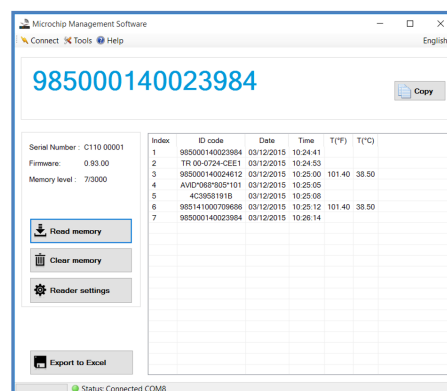 Microchip Management Software
Connect Tools Help English
985000140023984
Copy
Serial Number : C110 00001
Firmware: 0.93.00
Memory level : 7/3000
Read memory
Clear memory
Reader settings
Export to Excel
Index ID code Date Time T(°F) T(°C)
1 985000140023984 03/12/2015 10:24:41
2 TR 00-0724-CEE1 03/12/2015 10:24:53
3 985000140024612 03/12/2015 10:25:00 101.40 38.50
4 AVID*068*805*101 03/12/2015 10:25:05
5 4C3958191B 03/12/2015 10:25:08
6 985141000709686 03/12/2015 10:25:12 101.40 38.50
7 985000140023984 03/12/2015 10:26:14
Status: Connected COM8